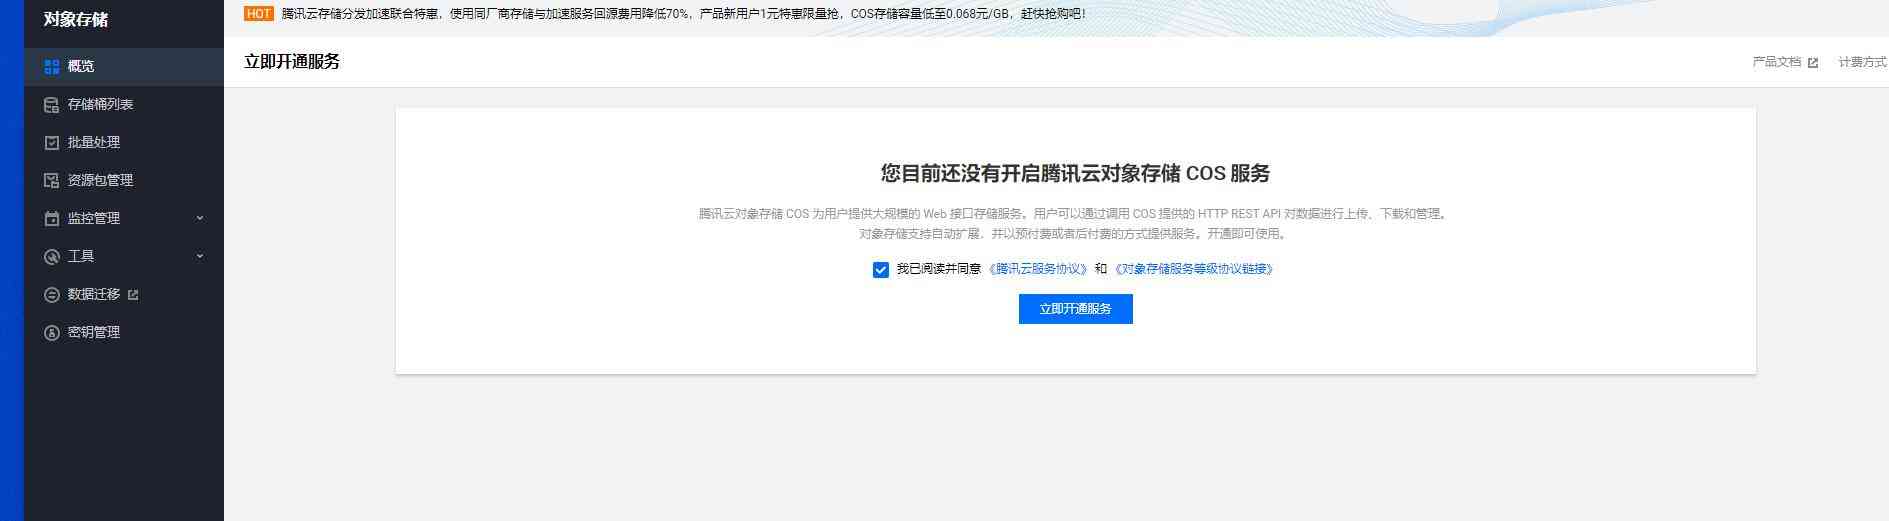 对象存储
概览
存储桶列表
批量处理
资源包管理
监控管理
工具
数据迁移
密钥管理
HOT 腾讯云存储分发加速联合特惠，使用同厂商存储与加速服务回源费用降低70%，产品新用户1元特惠限量抢，COS存储容量低至0.068元/GB，赶快抢购吧！
立即开通服务
产品文档 计费方式
您目前还没有开启腾讯云对象存储 COS 服务
腾讯云对象存储 COS 为用户提供大规模的 Web 接口存储服务。用户可以通过调用 COS 提供的 HTTP REST API 对数据进行上传、下载和管理。
对象存储支持自动扩展，并以预付费或者后付费的方式提供服务。开通即可使用。
我已阅读并同意 《腾讯云服务协议》 和 《对象存储服务等级协议链接》
立即开通服务